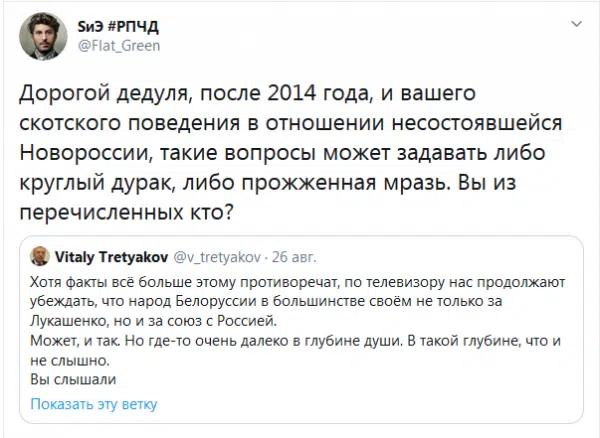 SиЭ #РПЧД
@Flat_Green
Дорогой дедуля, после 2014 года, и вашего
скотского поведения в отношении несостоявшейся
Новороссии, такие вопросы может задавать либо
круглый дурак, либо прожженная мразь. Вы из
перечисленных кто?
Vitaly Tretyakov @v_tretyakov · 26 авг.
Хотя факты всё больше этому противоречат, по телевизору нас продолжают
убеждать, что народ Белоруссии в большинстве своём не только за
Лукашенко, но и за союз с Россией.
Может, и так. Но где-то очень далеко в глубине души. В такой глубине, что и
не слышно.
Вы слышали
Показать эту ветку